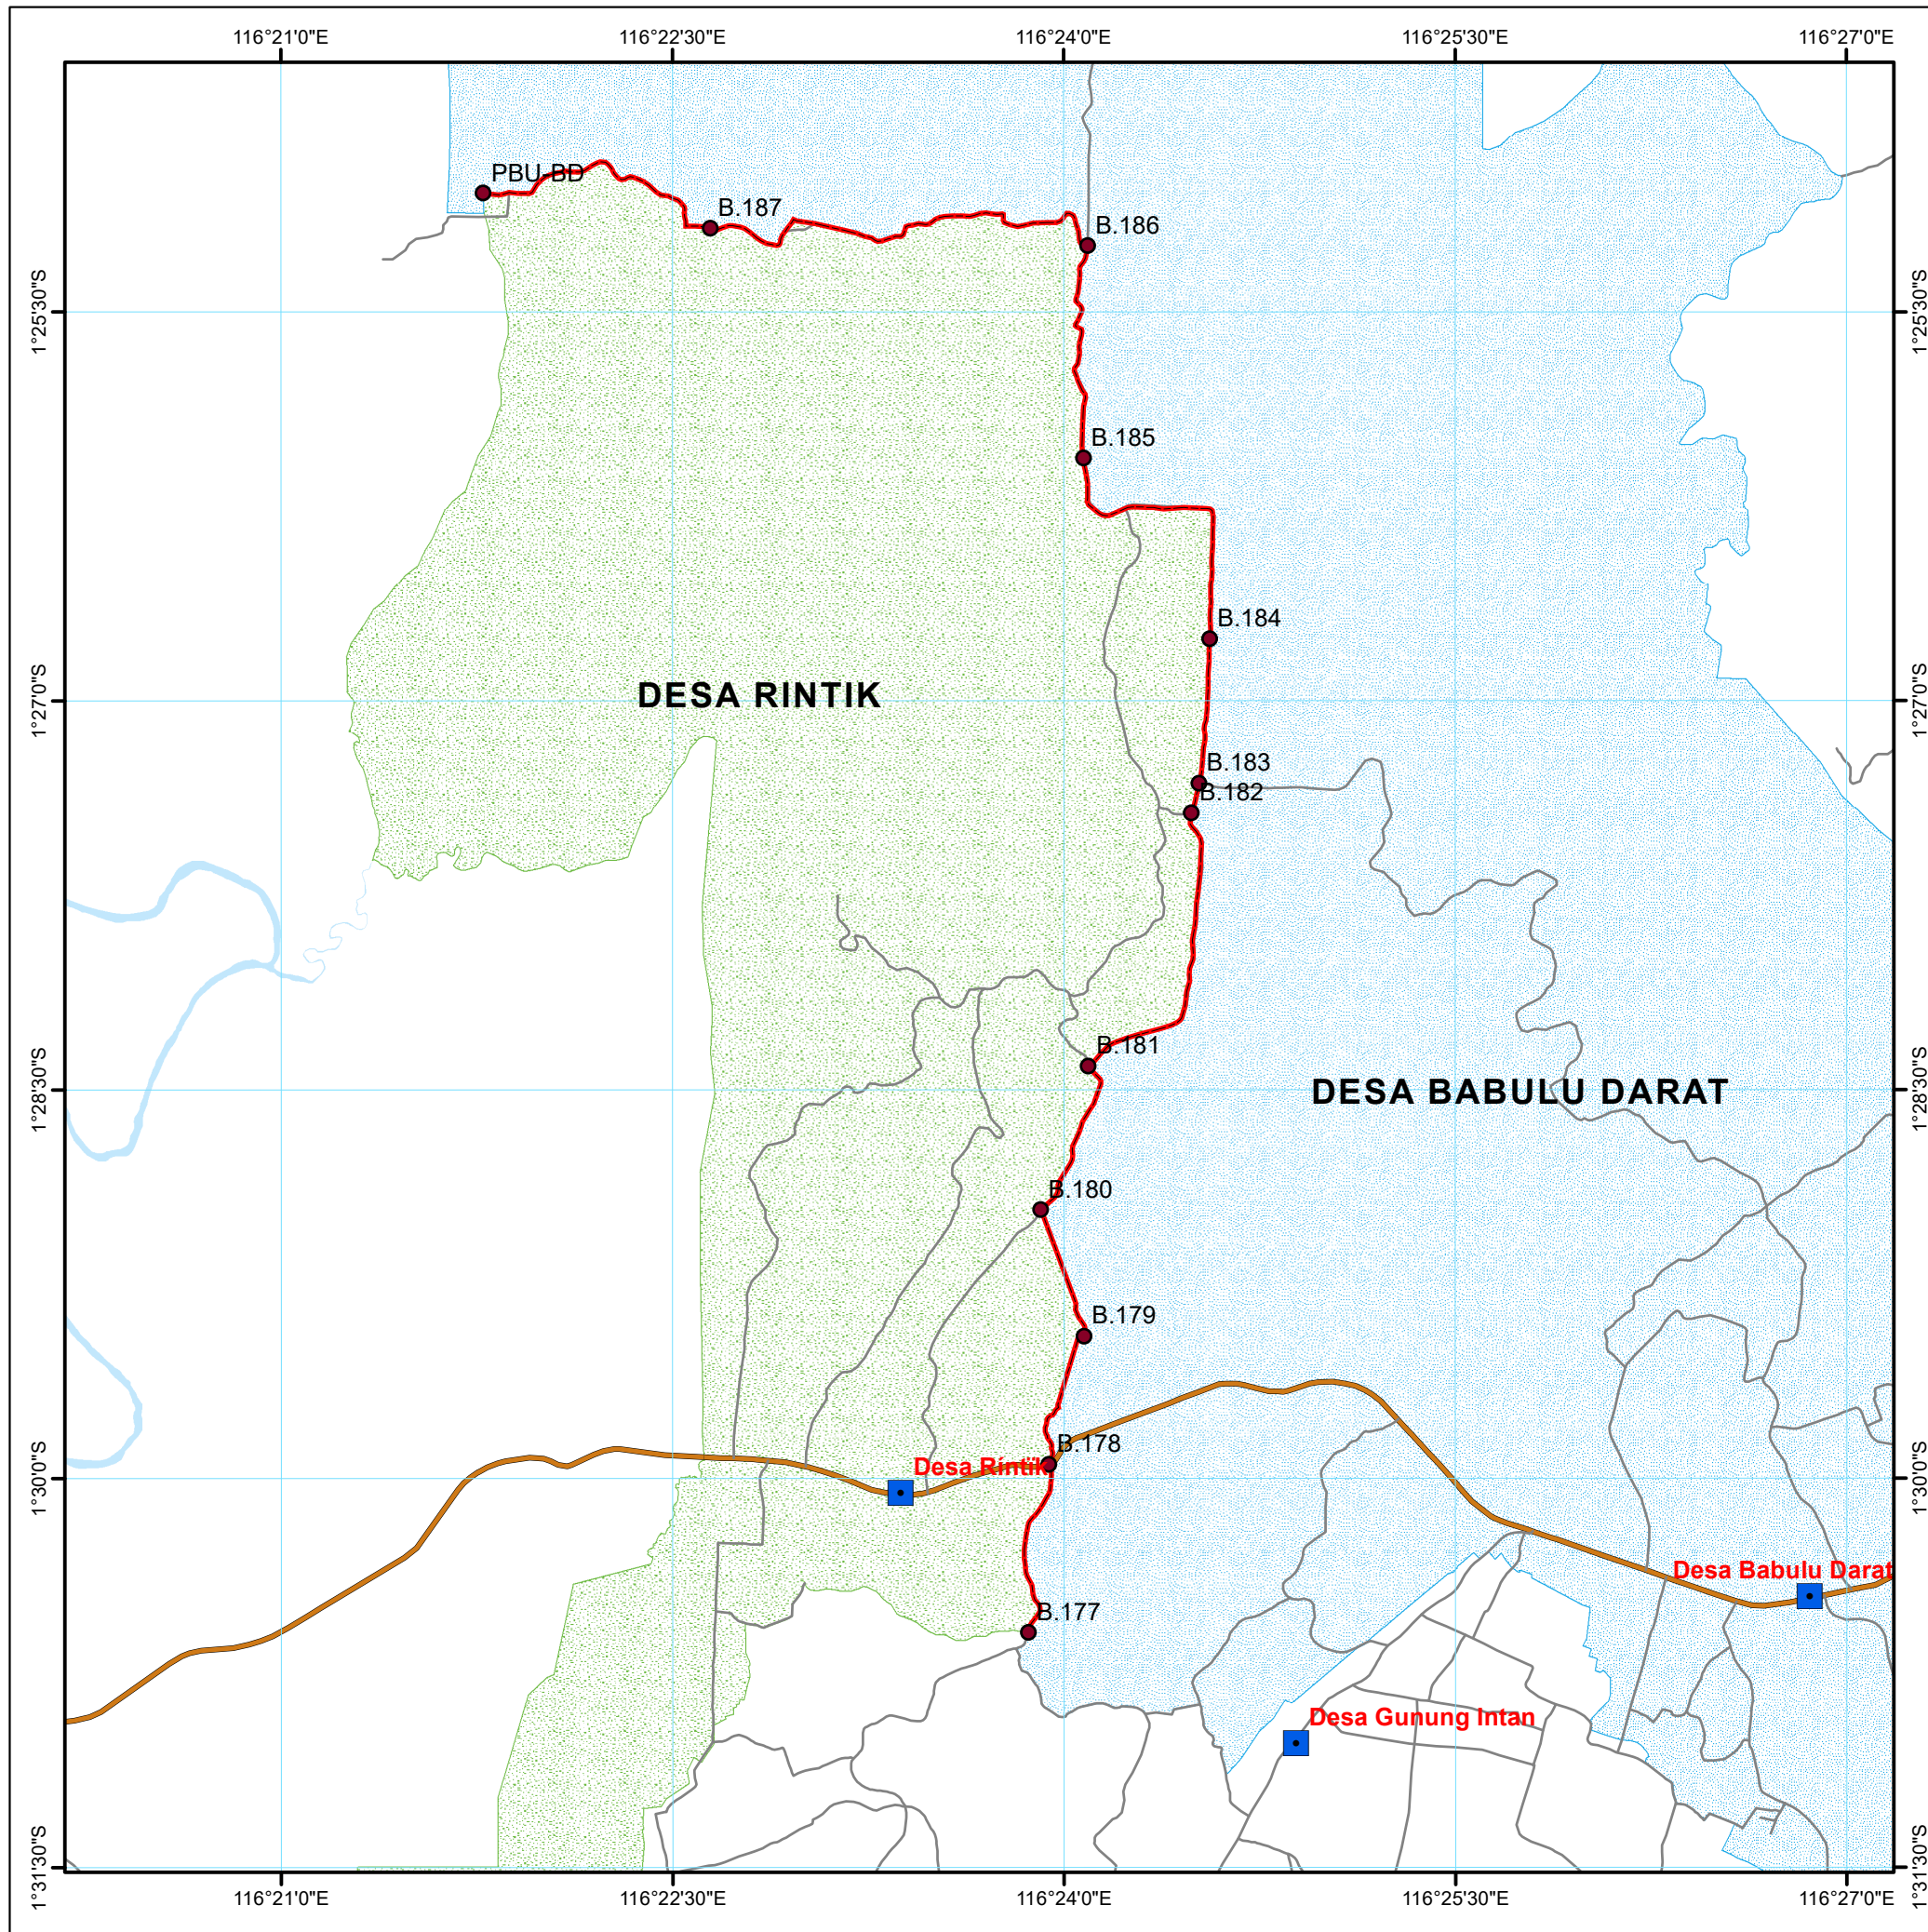 116°21'0"E
116°22'30"E
116°24'0"E
116°25'30"E
116°27'0"E
PBU-BD
B.187
B.186
1°25'30"S
1°25'30"S
B.185
B.184
DESA RINTIK
1°27'0"S
1°27'0"S
B.183
B.182
B.181
1°28'30"S
1°28'30"S
DESA BABULU DARAT
B.180
B.179
B.178
Desa Rintik
1°30'0"S
1°30'0"S
Desa Babulu Darat
B.177
Desa Gunung Intan
1°31'30"S
1°31'30"S
116°21'0"E
116°22'30"E
116°24'0"E
116°25'30"E
116°27'0"E